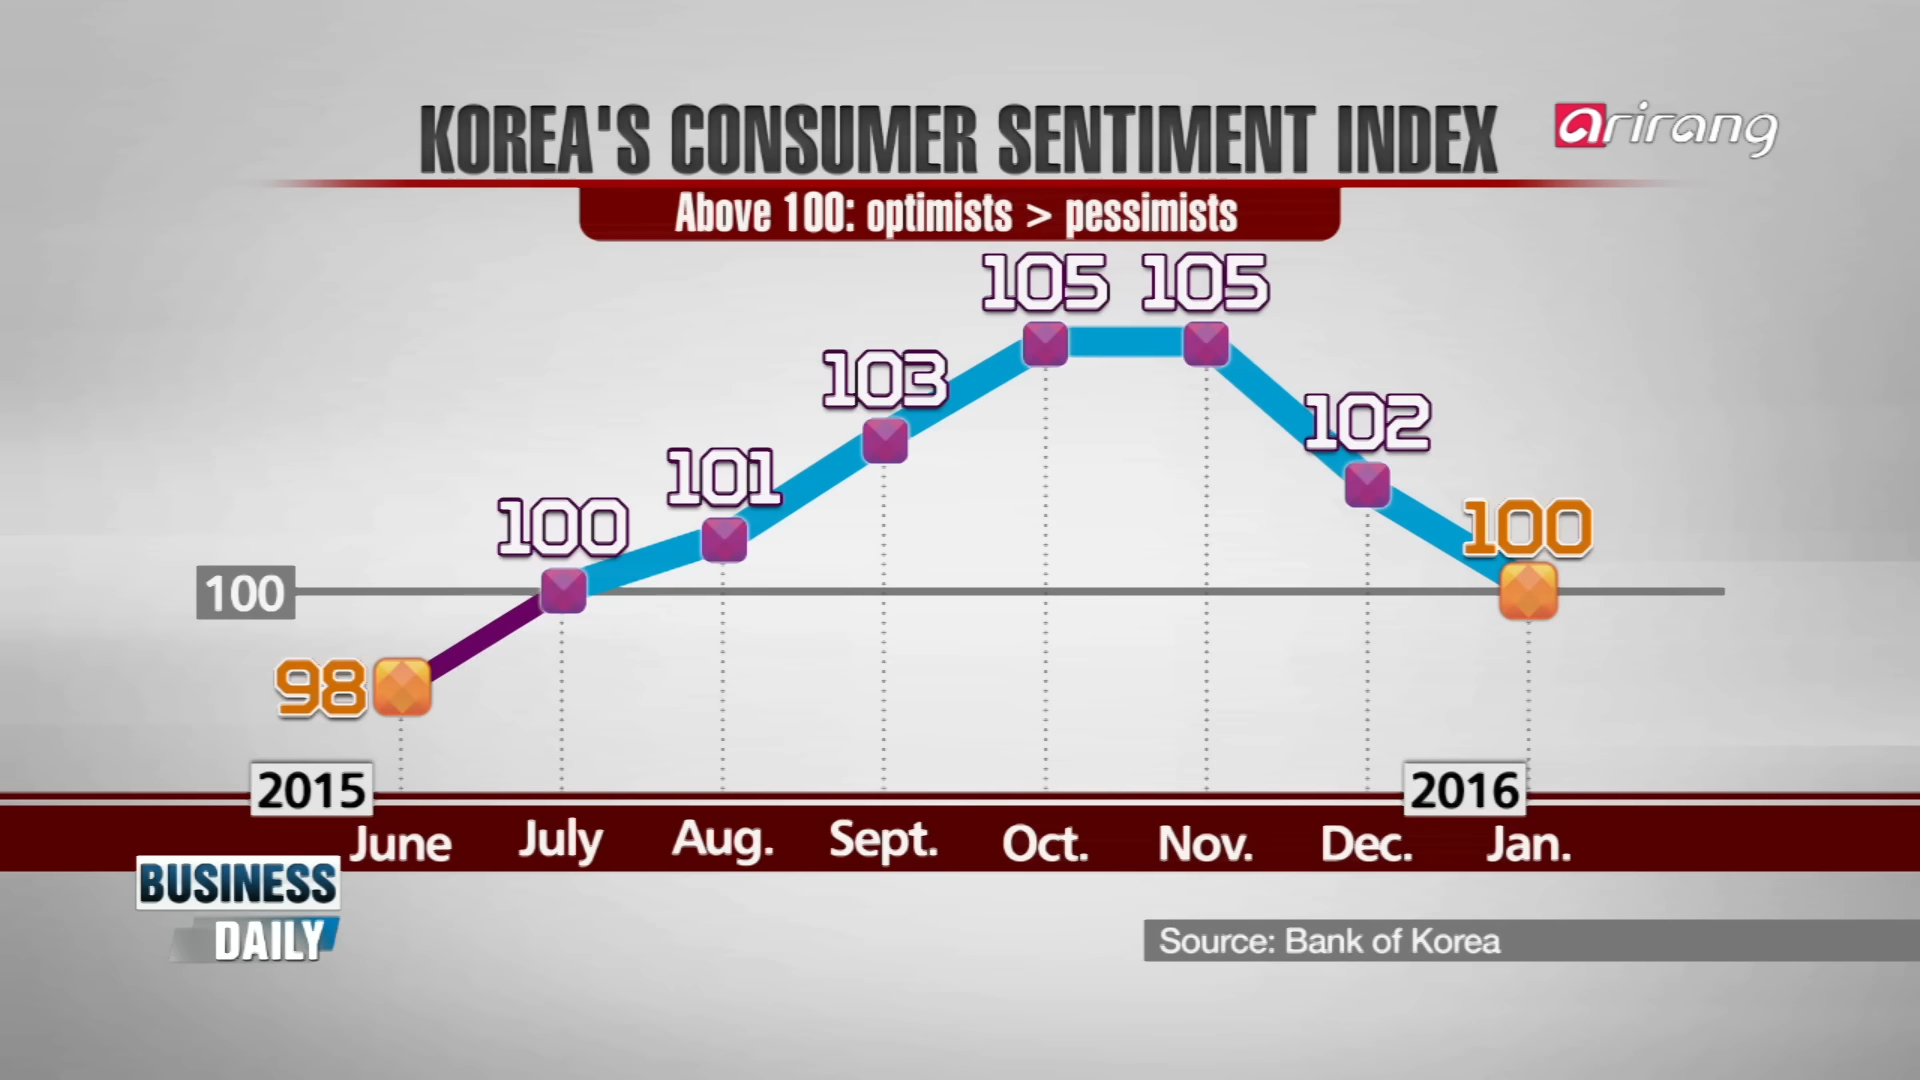 KOREA'S CONSUMER SENTIMENT INDEX
arirang
Above 100: optimists > pessimists
105 105
103
102
101
100
100
100
98
2015
2016
June July Aug. Sept. Oct. Nov. Dec. Jan.
BUSINESS
DAILY
Source: Bank of Korea